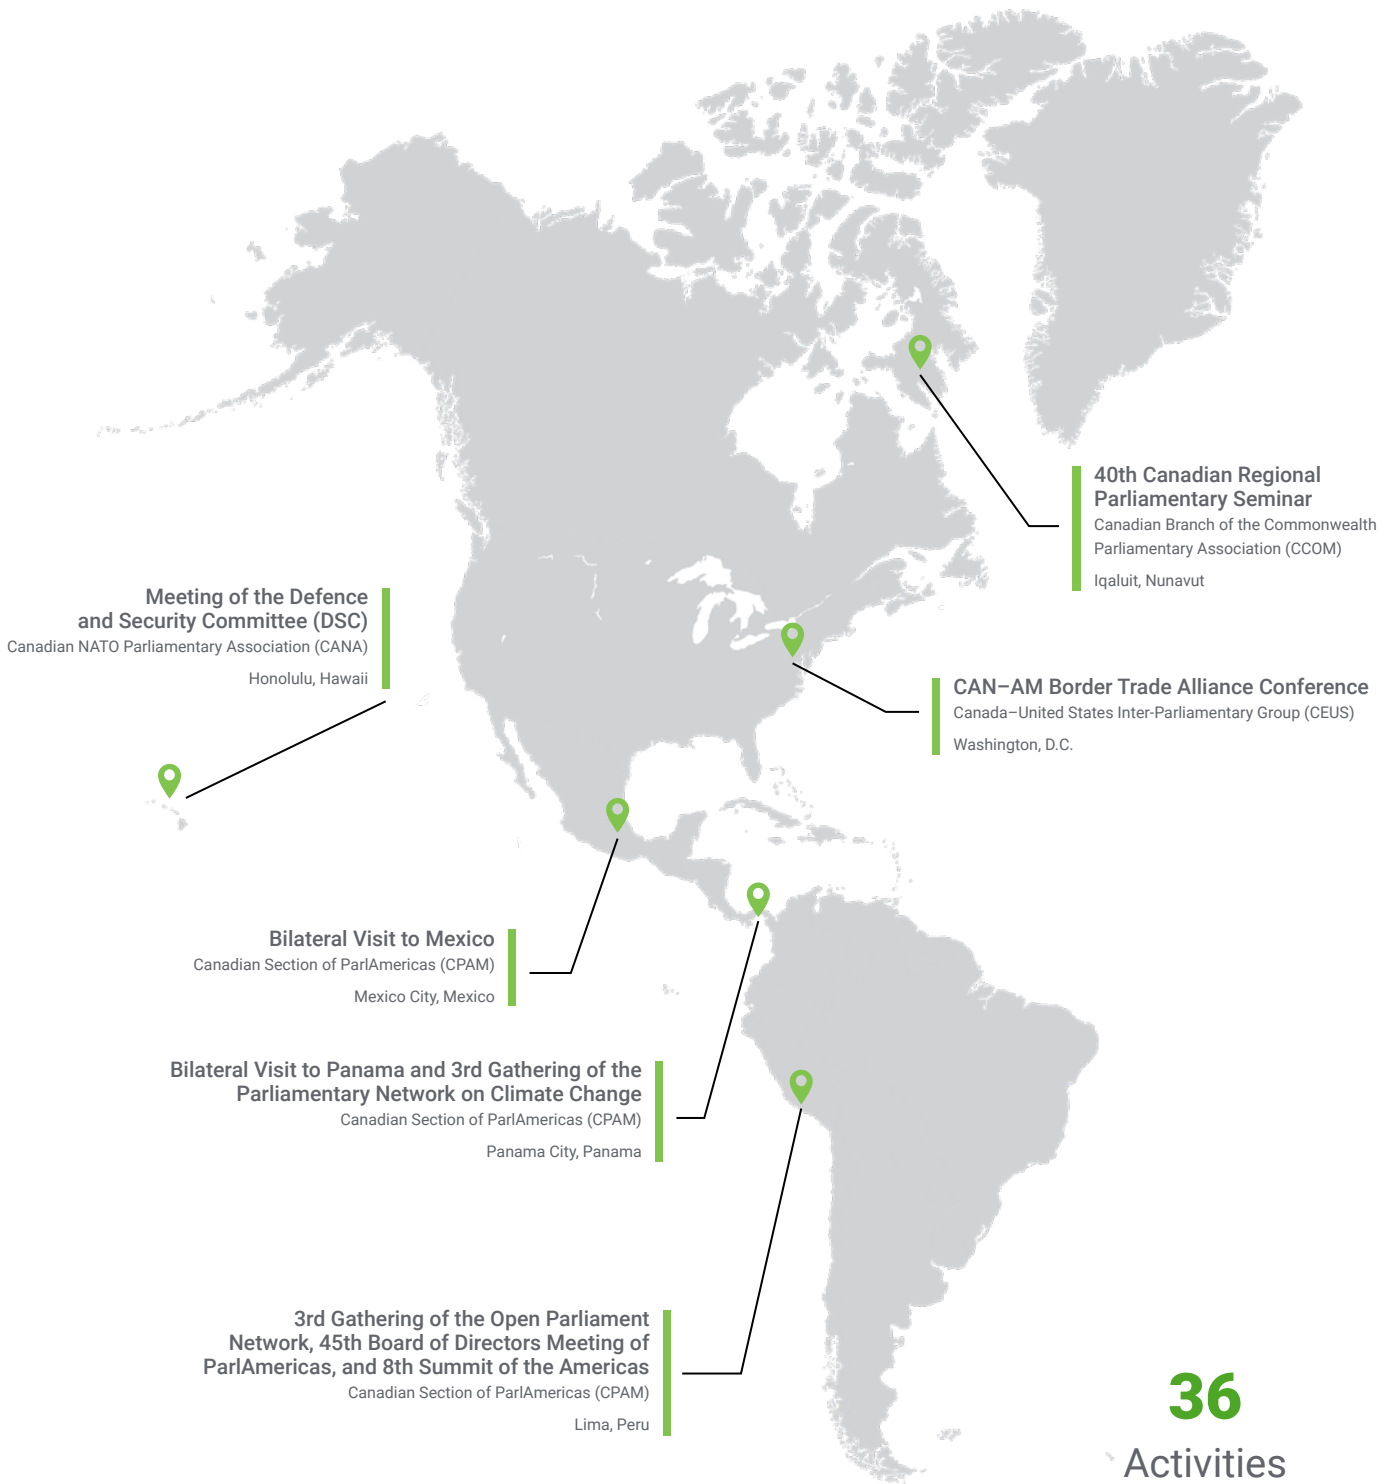 40th Canadian Regional
Parliamentary Seminar
Canadian Branch of the Commonwealth
Parliamentary Association (CCOM)
Iqaluit, Nunavut
Meeting of the Defence
and Security Committee (DSC)
Canadian NATO Parliamentary Association (CANA)
Honolulu, Hawaii
CAN–AM Border Trade Alliance Conference
Canada–United States Inter-Parliamentary Group (CEUS)
Washington, D.C.
Bilateral Visit to Mexico
Canadian Section of ParlAmericas (CPAM)
Mexico City, Mexico
Bilateral Visit to Panama and 3rd Gathering of the
Parliamentary Network on Climate Change
Canadian Section of ParlAmericas (CPAM)
Panama City, Panama
3rd Gathering of the Open Parliament
Network, 45th Board of Directors Meeting of
ParlAmericas, and 8th Summit of the Americas
Canadian Section of ParlAmericas (CPAM)
Lima, Peru
36
Activities